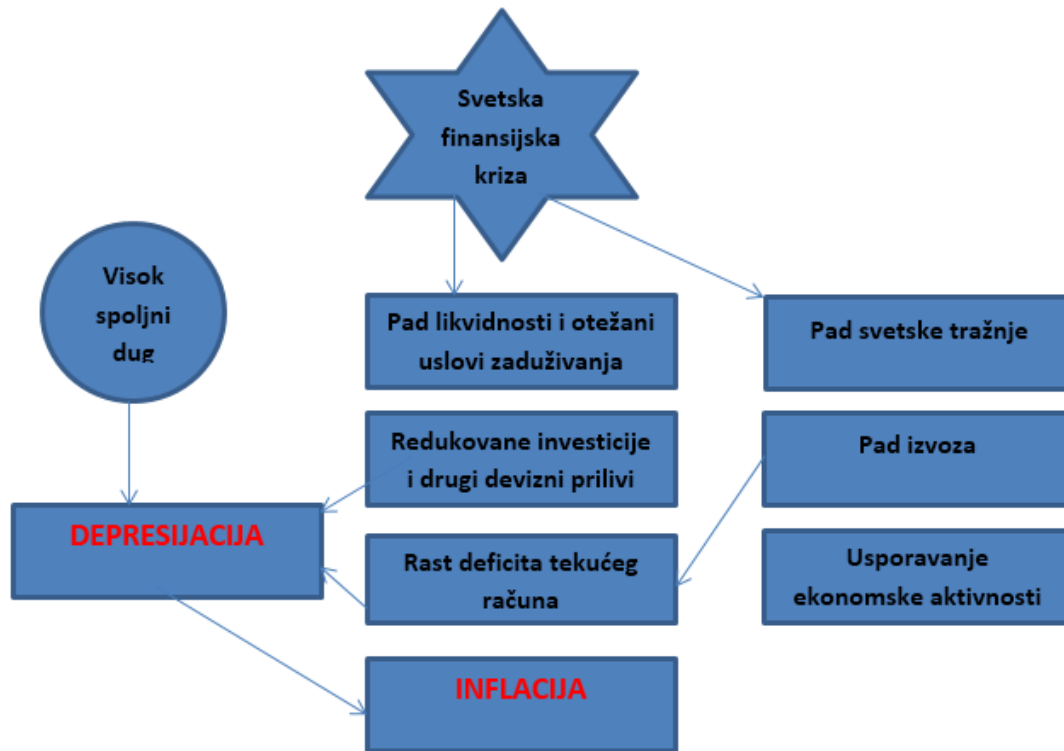 Svetska
finansijska
kriza
Visok
spoljni
dug
Pad likvidnosti i otežani
uslovi zaduživanja
Pad svetske tražnje
Redukovane investicije
i drugi devizni prilivi
Pad izvoza
DEPRESIJACIJA
Rast deficita tekućeg
računa
Usporavanje
ekonomske aktivnosti
INFLACIJA